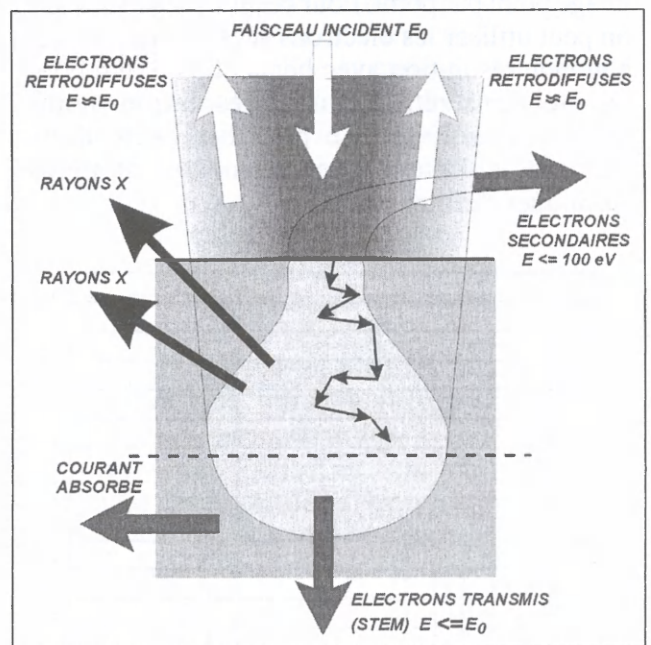 FAISCEAU INCIDENT E0
ELECTRONS
RETRODIFFUSES
E ≈ E0
ELECTRONS
RETRODIFFUSES
E ≈ E0
RAYONS X
ELECTRONS
SECONDAIRES
E <= 100 eV
RAYONS X
COURANT
ABSORBE
ELECTRONS TRANSMIS
(STEM) E <=E0